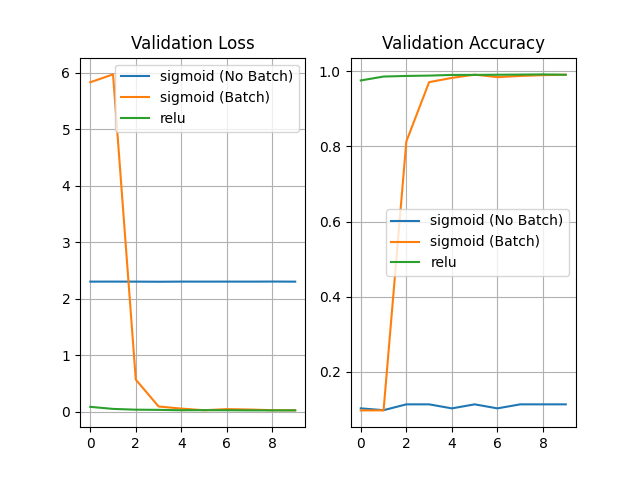 Validation Loss
6
5
4
3
2
1
0
0 2 4 6 8
sigmoid (No Batch)
sigmoid (Batch)
relu
Validation Accuracy
1.0
0.8
0.6
0.4
0.2
0 2 4 6 8
sigmoid (No Batch)
sigmoid (Batch)
relu